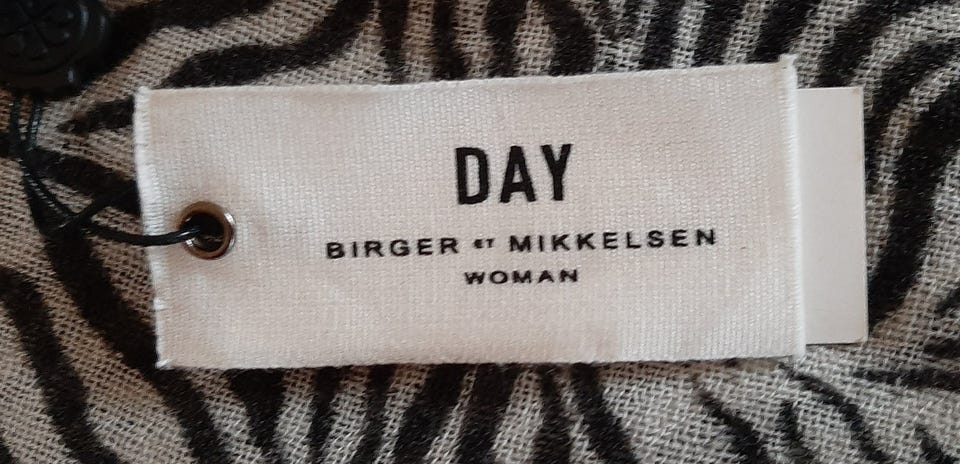 DAY
BIRGER ET MIKKELSEN
WOMAN